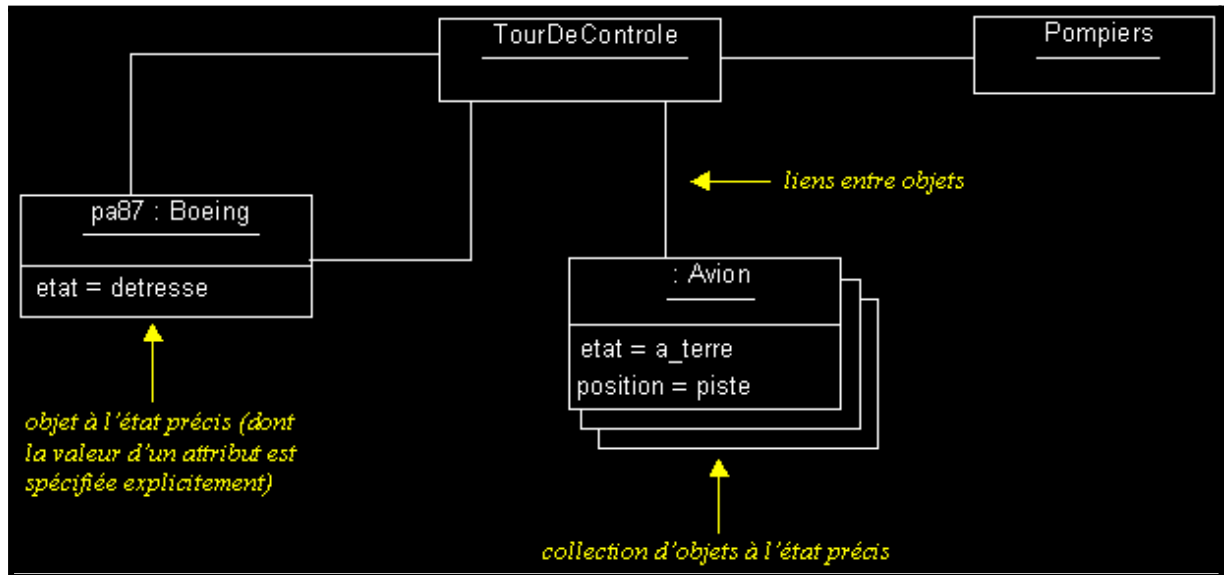 TourDeControle
Pompiers
liens entre objets
pa87 : Boeing
etat = detresse
: Avion
etat = a_terre
position = piste
objet à l'état précis (dont
la valeur d'un attribut est
spécifiée explicitement)
collection d'objets à l'état précis